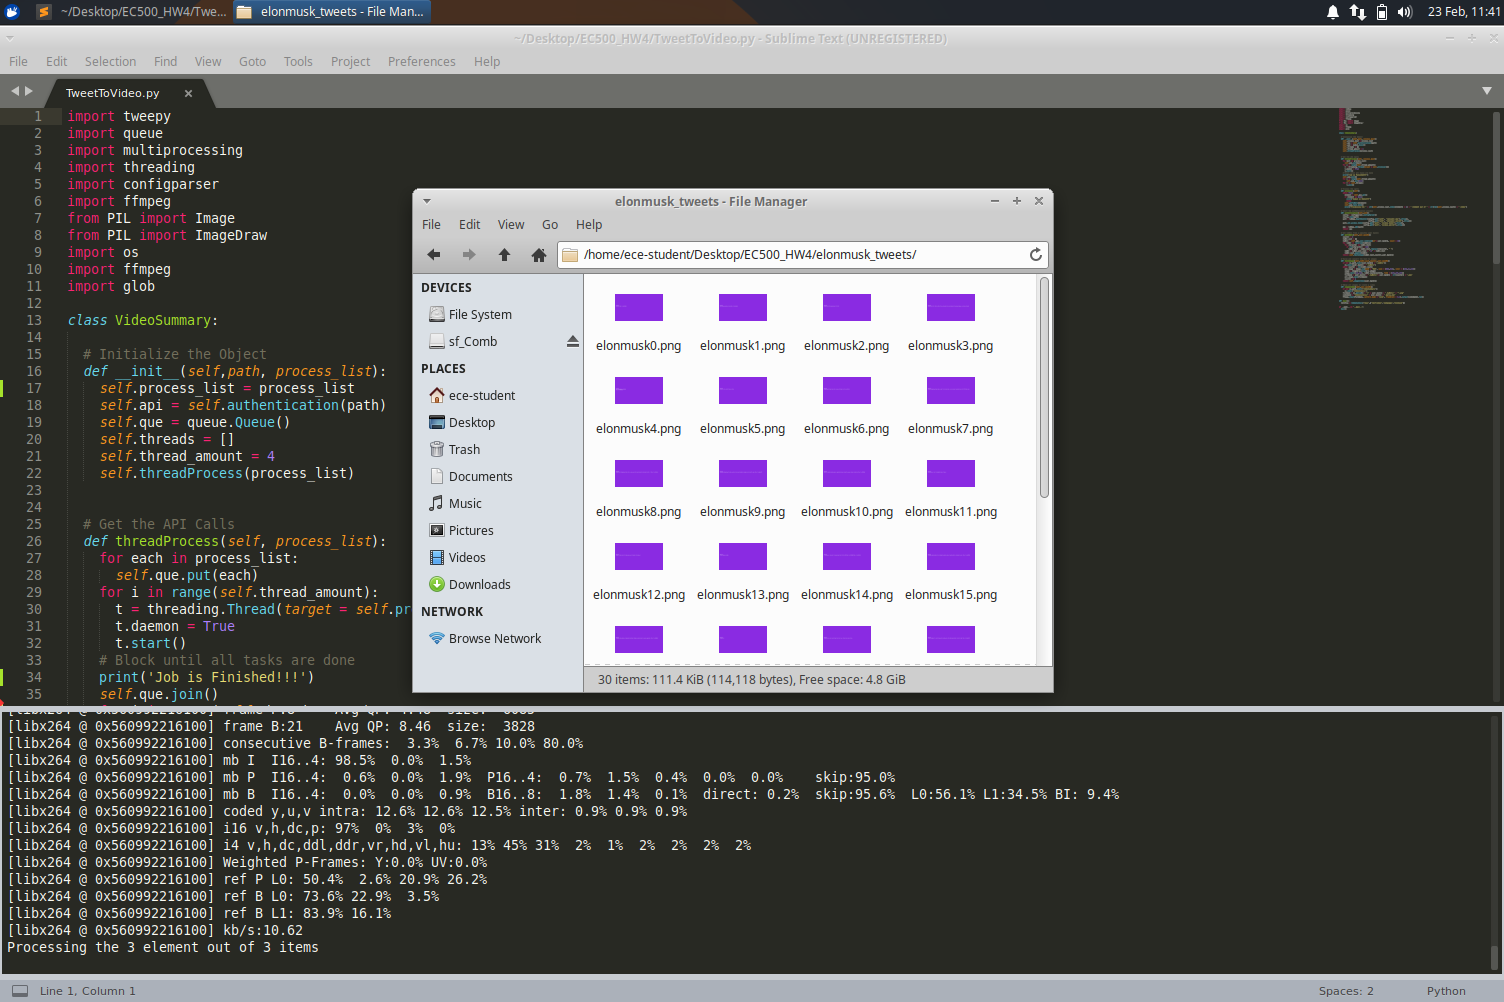 ~/Desktop/EC500_HW4/Twe...
elonmusk_tweets - File Man...
23 Feb, 11:41
~/Desktop/EC500_HW4/TweetToVideo.py - Sublime Text (UNREGISTERED)
File Edit Selection Find View Goto Tools Project Preferences Help
TweetToVideo.py
1 import tweepy
2 import queue
3 import multiprocessing
4 import threading
5 import configparser
6 import ffmpeg
7 from PIL import Image
8 from PIL import ImageDraw
9 import os
10 import ffmpeg
11 import glob
12
13 class VideoSummary:
14
15 # Initialize the Object
16 def __init__(self,path, process_list):
17 self.process_list = process_list
18 self.api = self.authentication(path)
19 self.que = queue.Queue()
20 self.threads = []
21 self.thread_amount = 4
22 self.threadProcess(process_list)
23
24
25 # Get the API Calls
26 def threadProcess(self, process_list):
27 for each in process_list:
28 self.que.put(each)
29 for i in range(self.thread_amount):
30 t = threading.Thread(target = self.pr
31 t.daemon = True
32 t.start()
33 # Block until all tasks are done
34 print('Job is Finished!!!')
35 self.que.join()
elonmusk_tweets - File Manager
File Edit View Go Help
/home/ece-student/Desktop/EC500_HW4/elonmusk_tweets/
DEVICES
File System
sf_Comb
PLACES
ece-student
Desktop
Trash
Documents
Music
Pictures
Videos
Downloads
NETWORK
Browse Network
elonmusk0.png elonmusk1.png elonmusk2.png elonmusk3.png
elonmusk4.png elonmusk5.png elonmusk6.png elonmusk7.png
elonmusk8.png elonmusk9.png elonmusk10.png elonmusk11.png
elonmusk12.png elonmusk13.png elonmusk14.png elonmusk15.png
30 items: 111.4 KiB (114,118 bytes), Free space: 4.8 GiB
[libx264 @ 0x560992216100] frame B:21 Avg QP: 8.46 size: 3828
[libx264 @ 0x560992216100] consecutive B-frames: 3.3% 6.7% 10.0% 80.0%
[libx264 @ 0x560992216100] mb I I16..4: 98.5% 0.0% 1.5%
[libx264 @ 0x560992216100] mb P I16..4: 0.6% 0.0% 1.9% P16..4: 0.7% 1.5% 0.4% 0.0% 0.0% skip:95.0%
[libx264 @ 0x560992216100] mb B I16..4: 0.0% 0.0% 0.9% B16..8: 1.8% 1.4% 0.1% direct: 0.2% skip:95.6% L0:56.1% L1:34.5% BI: 9.4%
[libx264 @ 0x560992216100] coded y,u,v intra: 12.6% 12.6% 12.5% inter: 0.9% 0.9% 0.9%
[libx264 @ 0x560992216100] i16 v,h,dc,p: 97% 0% 3% 0%
[libx264 @ 0x560992216100] i4 v,h,dc,ddl,ddr,vr,hd,vl,hu: 13% 45% 31% 2% 1% 2% 2% 2% 2%
[libx264 @ 0x560992216100] Weighted P-Frames: Y:0.0% UV:0.0%
[libx264 @ 0x560992216100] ref P L0: 50.4% 2.6% 20.9% 26.2%
[libx264 @ 0x560992216100] ref B L0: 73.6% 22.9% 3.5%
[libx264 @ 0x560992216100] ref B L1: 83.9% 16.1%
[libx264 @ 0x560992216100] kb/s:10.62
Processing the 3 element out of 3 items
Line 1, Column 1
Spaces: 2
Python